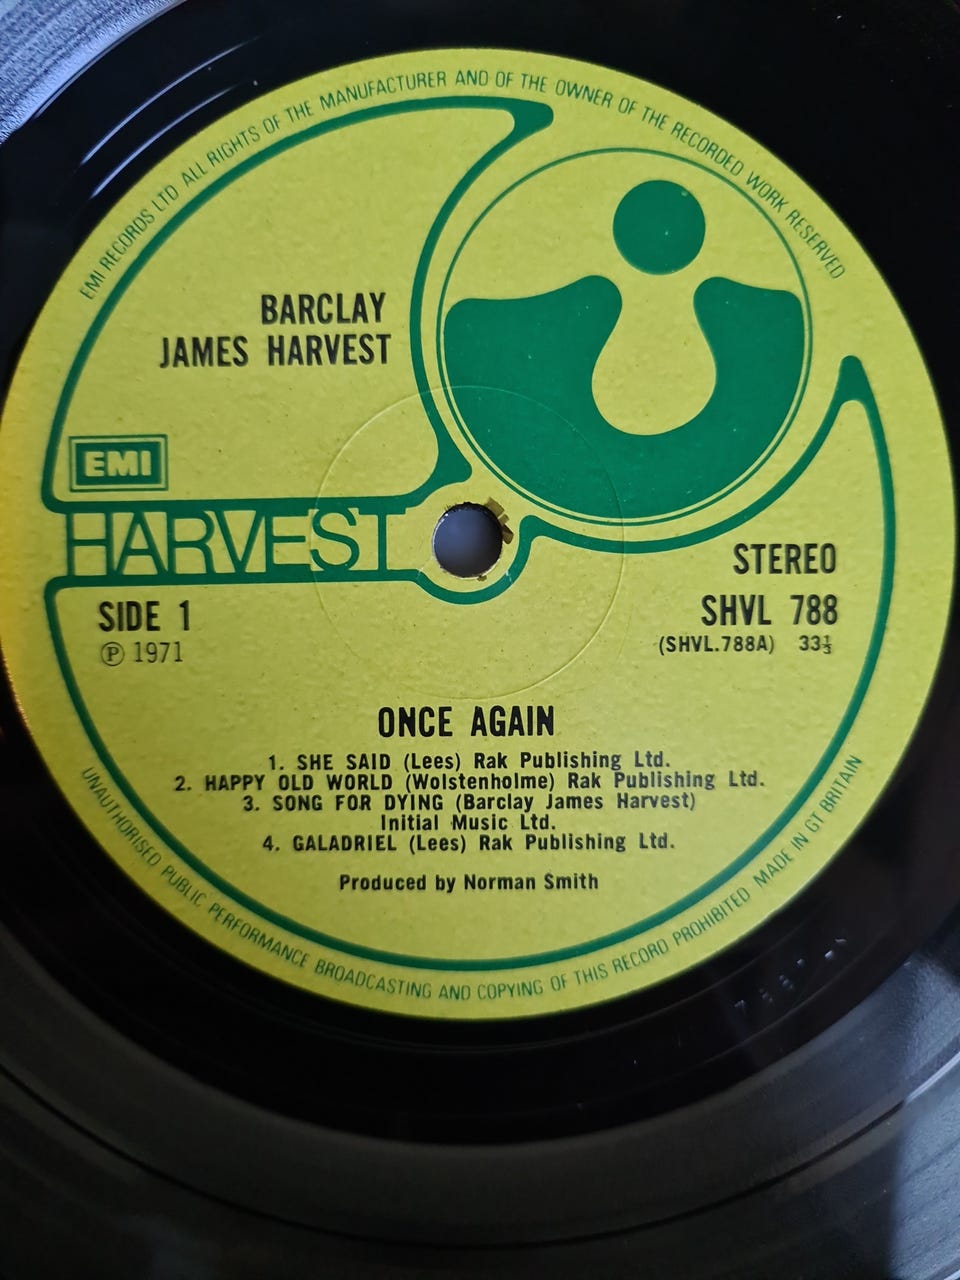 EMI RECORDS LTD ALL RIGHTS OF THE MANUFACTURER AND OF THE OWNER OF THE RECORDED WORK RESERVED
BARCLAY
JAMES HARVEST
EMI
HARVEST
STEREO
SIDE 1
SHVL 788
℗ 1971
(SHVL.788A) 33⅓
ONCE AGAIN
1. SHE SAID (Lees) Rak Publishing Ltd.
2. HAPPY OLD WORLD (Wolstenholme) Rak Publishing Ltd.
3. SONG FOR DYING (Barclay James Harvest)
Initial Music Ltd.
4. GALADRIEL (Lees) Rak Publishing Ltd.
Produced by Norman Smith
UNAUTHORISED PUBLIC PERFORMANCE BROADCASTING AND COPYING OF THIS RECORD PROHIBITED MADE IN GT BRITAIN